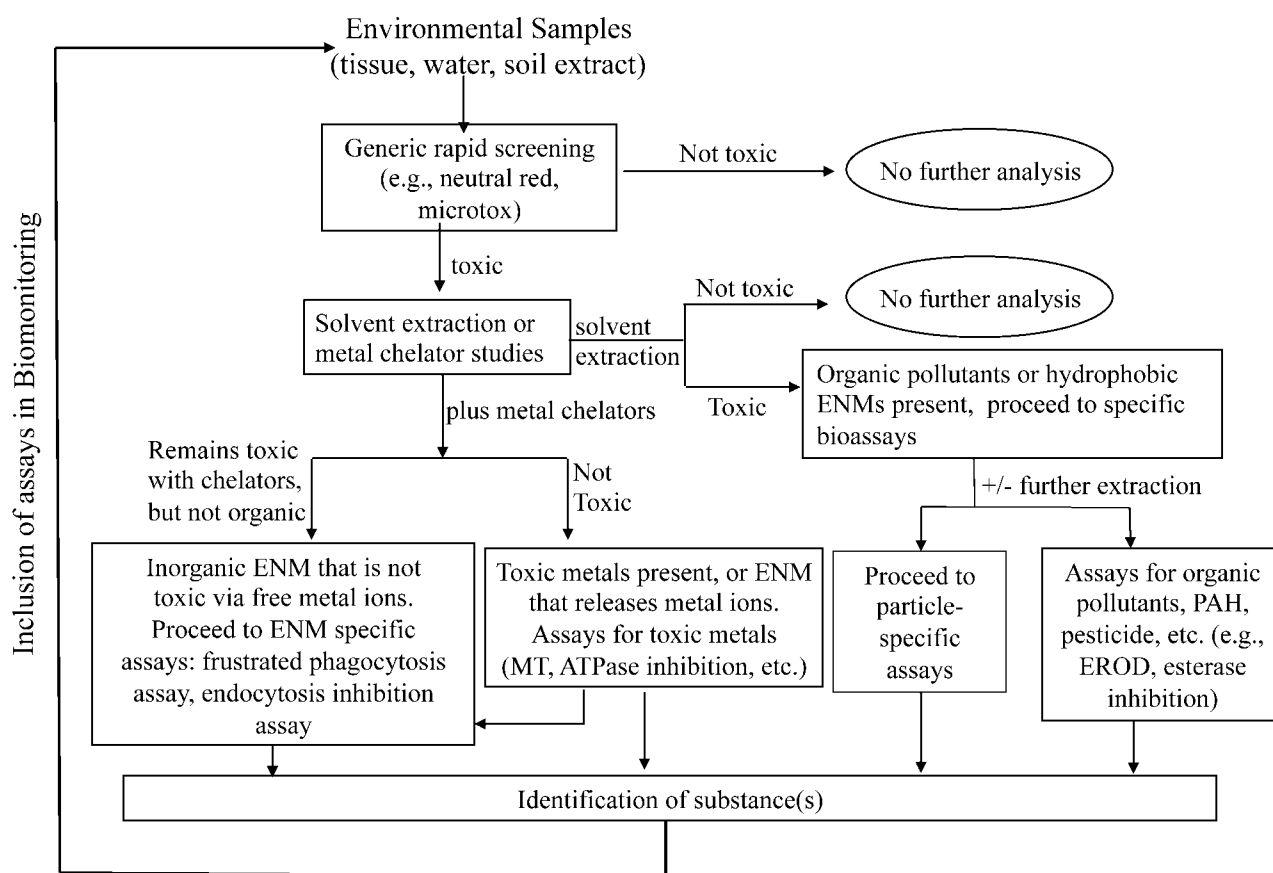 Environmental Samples
(tissue, water, soil extract)
Generic rapid screening
(e.g., neutral red,
microtox)
Not toxic
No further analysis
toxic
Solvent extraction or
metal chelator studies
solvent
extraction
Not toxic
No further analysis
Toxic
Organic pollutants or hydrophobic
ENMs present, proceed to specific
bioassays
plus metal chelators
Remains toxic
with chelators,
but not organic
Not
Toxic
+/- further extraction
Inorganic ENM that is not
toxic via free metal ions.
Proceed to ENM specific
assays: frustrated phagocytosis
assay, endocytosis inhibition
assay
Toxic metals present, or ENM
that releases metal ions.
Assays for toxic metals
(MT, ATPase inhibition, etc.)
Proceed to
particle-
specific
assays
Assays for organic
pollutants, PAH,
pesticide, etc. (e.g.,
EROD, esterase
inhibition)
Identification of substance(s)
Inclusion of assays in Biomonitoring